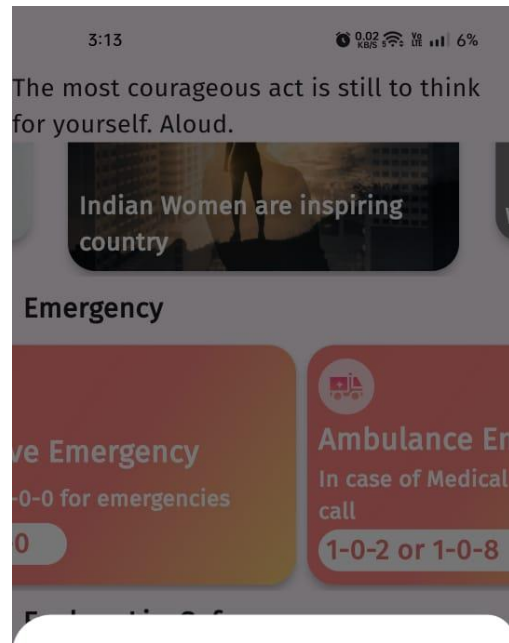 3:13
0.02 KB/S
Vo LTE
6%
The most courageous act is still to think
for yourself. Aloud.
Indian Women are inspiring
country
Emergency
ve Emergency
-0-0 for emergencies
0
Ambulance Er
In case of Medical
call
1-0-2 or 1-0-8